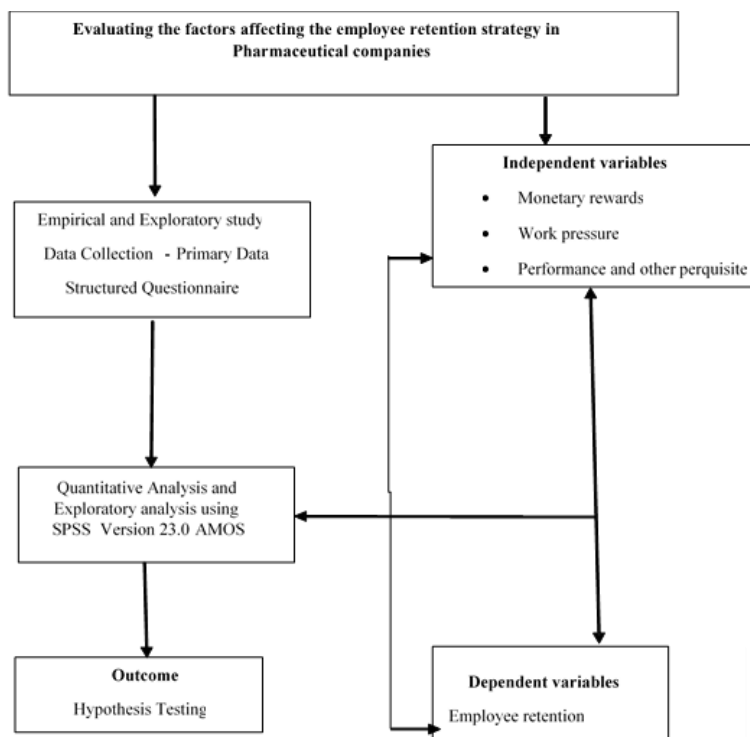 Evaluating the factors affecting the employee retention strategy in
Pharmaceutical companies
Independent variables
• Monetary rewards
• Work pressure
• Performance and other perquisite
Empirical and Exploratory study
Data Collection - Primary Data
Structured Questionnaire
Quantitative Analysis and
Exploratory analysis using
SPSS Version 23.0 AMOS
Outcome
Hypothesis Testing
Dependent variables
Employee retention